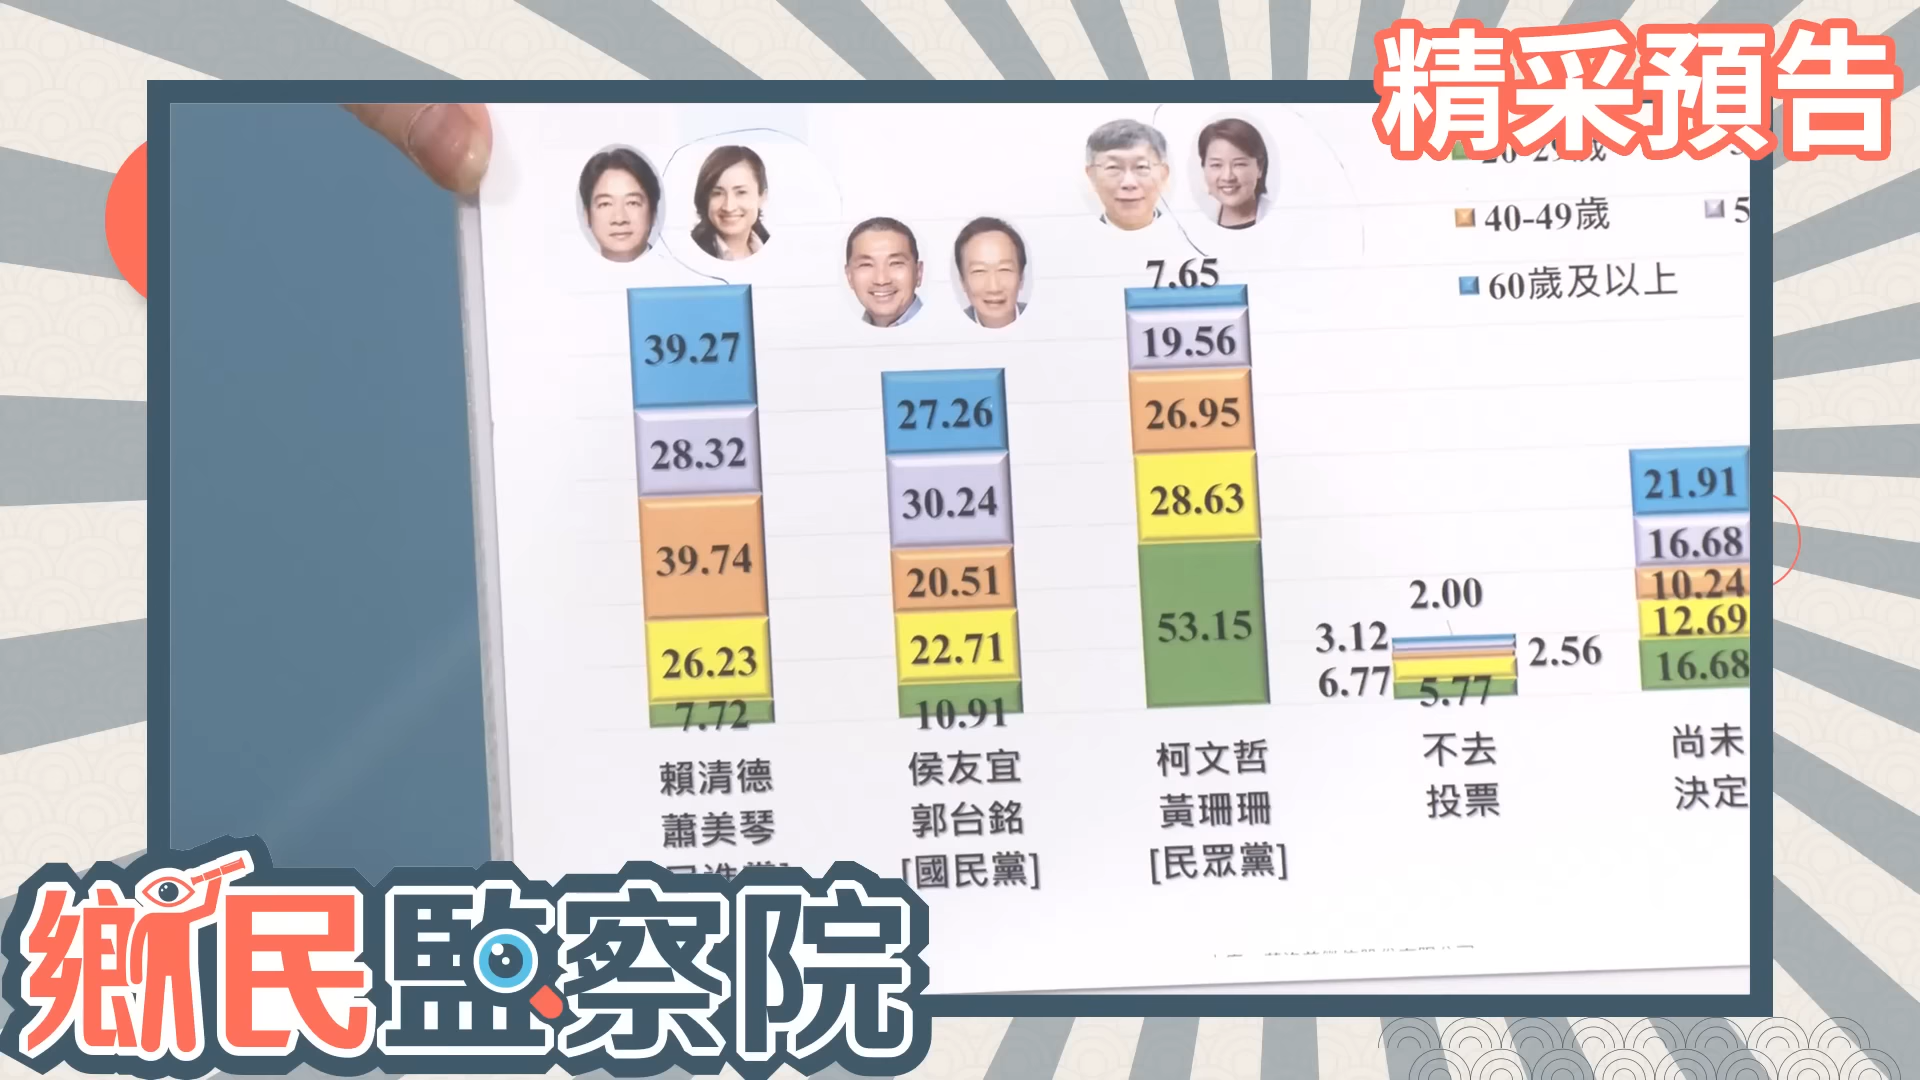 精采預告
40-49歲
5
60歲及以上
39.27
28.32
39.74
26.23
7.72
27.26
30.24
20.51
22.71
10.91
7.65
19.56
26.95
28.63
53.15
2.00
3.12
2.56
6.77
5.77
21.91
16.68
10.24
12.69
16.68
賴清德
蕭美琴
侯友宜
郭台銘
[國民黨]
柯文哲
黃珊珊
[民眾黨]
不去
投票
尚未
決定
鄉民監察院